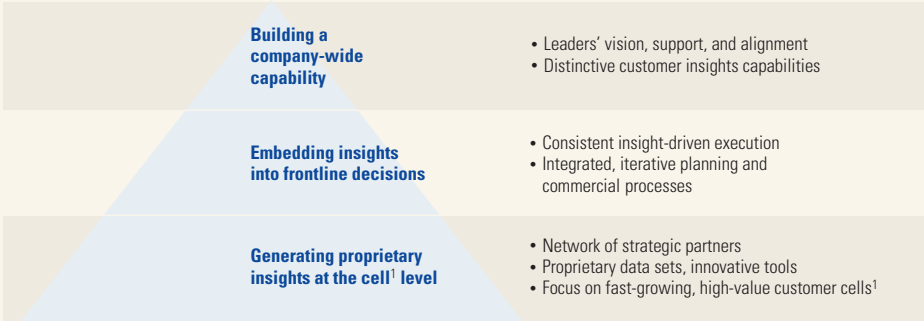 Building a
company-wide
capability
• Leaders’ vision, support, and alignment
• Distinctive customer insights capabilities
Embedding insights
into frontline decisions
• Consistent insight-driven execution
• Integrated, iterative planning and
commercial processes
Generating proprietary
insights at the cell¹ level
• Network of strategic partners
• Proprietary data sets, innovative tools
• Focus on fast-growing, high-value customer cells¹